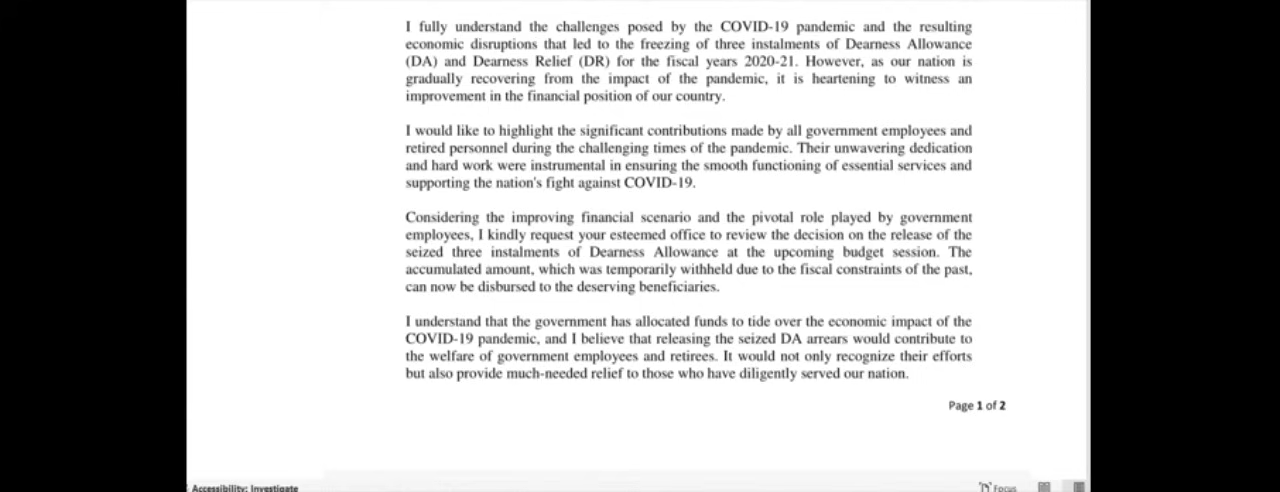 I fully understand the challenges posed by the COVID-19 pandemic and the resulting
economic disruptions that led to the freezing of three instalments of Dearness Allowance
(DA) and Dearness Relief (DR) for the fiscal years 2020-21. However, as our nation is
gradually recovering from the impact of the pandemic, it is heartening to witness an
improvement in the financial position of our country.
I would like to highlight the significant contributions made by all government employees and
retired personnel during the challenging times of the pandemic. Their unwavering dedication
and hard work were instrumental in ensuring the smooth functioning of essential services and
supporting the nation's fight against COVID-19.
Considering the improving financial scenario and the pivotal role played by government
employees, I kindly request your esteemed office to review the decision on the release of the
seized three instalments of Dearness Allowance at the upcoming budget session. The
accumulated amount, which was temporarily withheld due to the fiscal constraints of the past,
can now be disbursed to the deserving beneficiaries.
I understand that the government has allocated funds to tide over the economic impact of the
COVID-19 pandemic, and I believe that releasing the seized DA arrears would contribute to
the welfare of government employees and retirees. It would not only recognize their efforts
but also provide much-needed relief to those who have diligently served our nation.
Page 1 of 2
Accessibility: Investigate
Focus